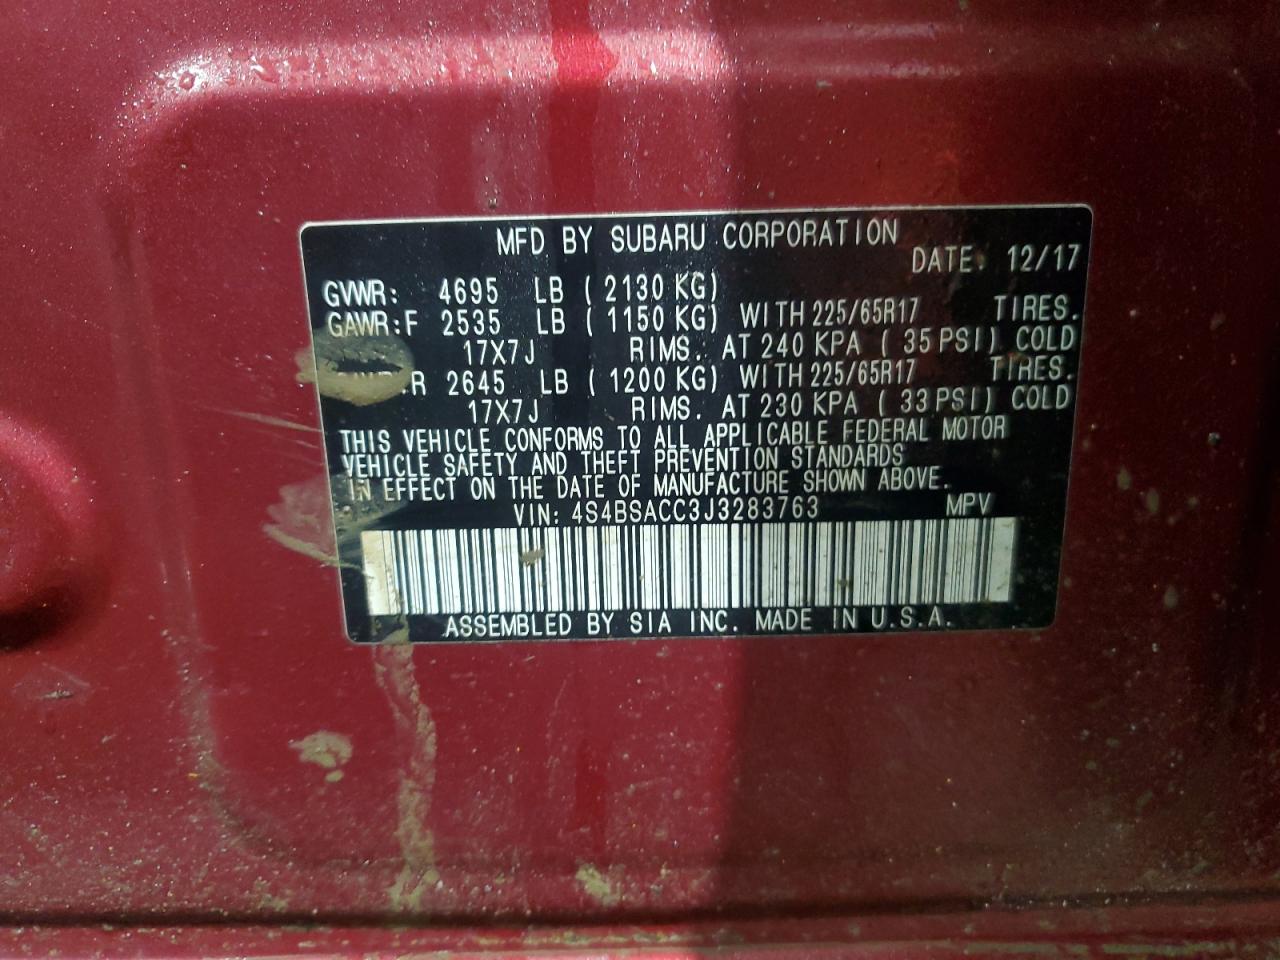 MFD BY SUBARU CORPORATION
DATE. 12/17
GVWR: 4695 LB ( 2130 KG)
GAWR:F 2535 LB ( 1150 KG) WITH 225/65R17 TIRES.
17X7J RIMS. AT 240 KPA ( 35 PSI) COLD
R 2645 LB ( 1200 KG) WITH 225/65R17 TIRES.
17X7J RIMS. AT 230 KPA ( 33 PSI) COLD
THIS VEHICLE CONFORMS TO ALL APPLICABLE FEDERAL MOTOR
VEHICLE SAFETY AND THEFT PREVENTION STANDARDS
IN EFFECT ON THE DATE OF MANUFACTURE SHOWN ABOVE.
VIN: 4S4BSACC3J3283763 MPV
ASSEMBLED BY SIA INC. MADE IN U.S.A.